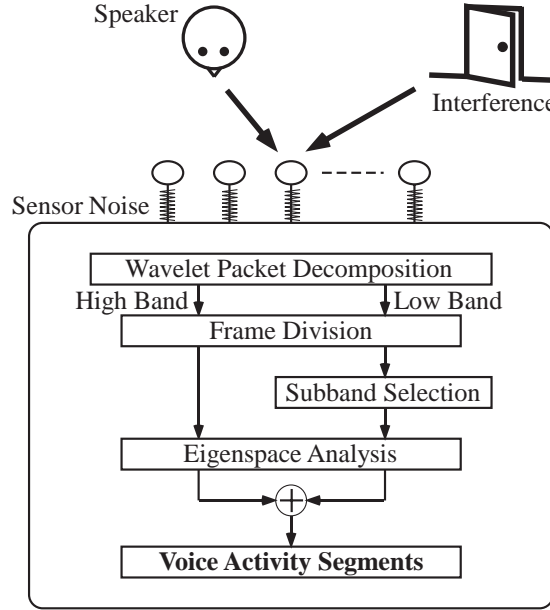 Speaker
Interference
Sensor Noise
Wavelet Packet Decomposition
High Band
Low Band
Frame Division
Subband Selection
Eigenspace Analysis
Voice Activity Segments